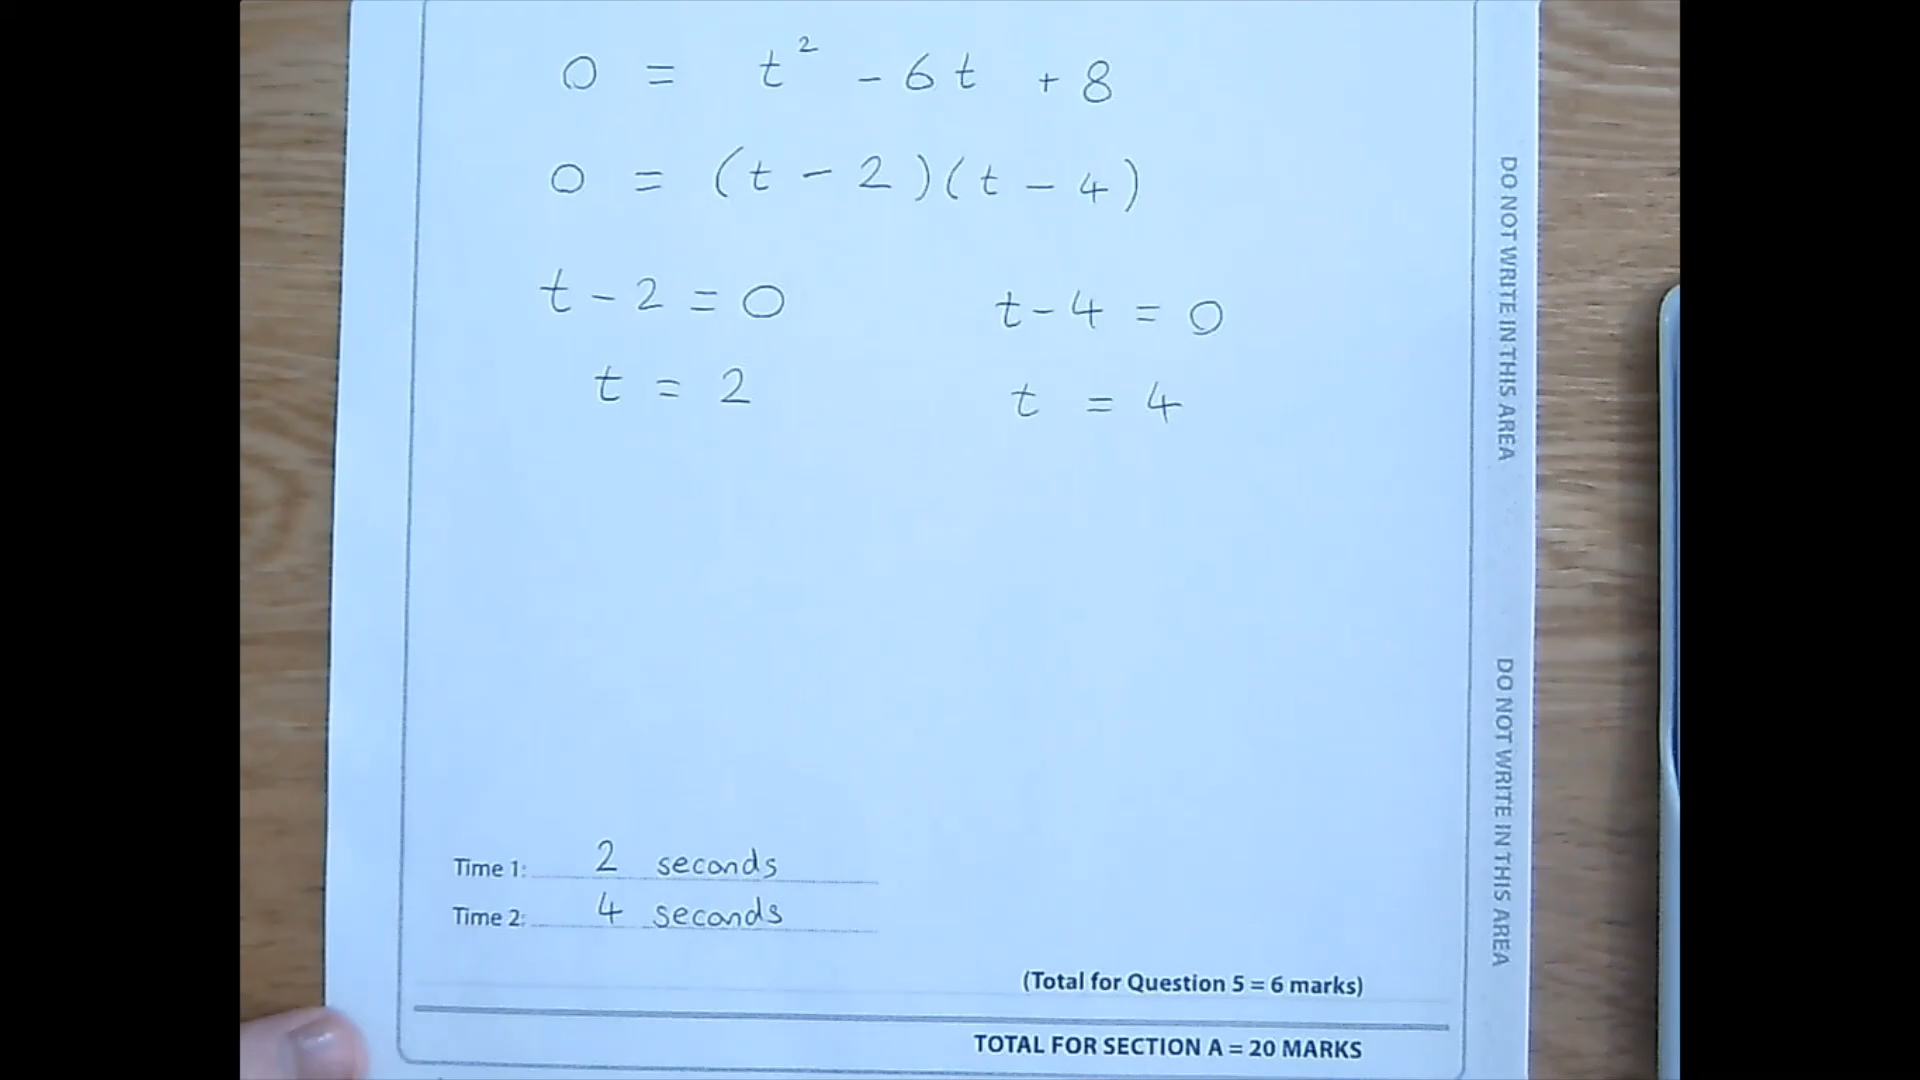 0 = t² - 6t + 8
0 = (t - 2)(t - 4)
t - 2 = 0 t - 4 = 0
t = 2 t = 4
Time 1: 2 seconds
Time 2: 4 seconds
(Total for Question 5 = 6 marks)
TOTAL FOR SECTION A = 20 MARKS
DO NOT WRITE IN THIS AREA
DO NOT WRITE IN THIS AREA